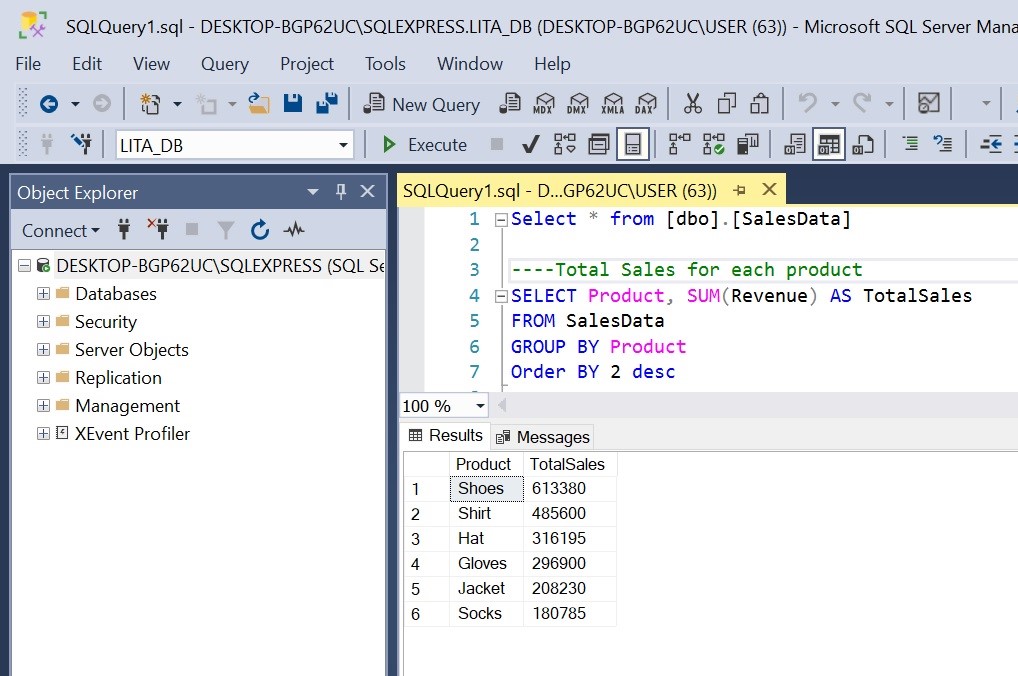 SQLQuery1.sql - DESKTOP-BGP62UC\SQLEXPRESS.LITA_DB (DESKTOP-BGP62UC\USER (63)) - Microsoft SQL Server Mana
File Edit View Query Project Tools Window Help
New Query MDX DMX XMLA DAX
LITA_DB Execute
Object Explorer
Connect
DESKTOP-BGP62UC\SQLEXPRESS (SQL Se
Databases
Security
Server Objects
Replication
Management
XEvent Profiler
SQLQuery1.sql - D...GP62UC\USER (63))
1 Select * from [dbo].[SalesData]
2
3 ----Total Sales for each product
4 SELECT Product, SUM(Revenue) AS TotalSales
5 FROM SalesData
6 GROUP BY Product
7 Order BY 2 desc
100 %
Results Messages
Product TotalSales
1 Shoes 613380
2 Shirt 485600
3 Hat 316195
4 Gloves 296900
5 Jacket 208230
6 Socks 180785